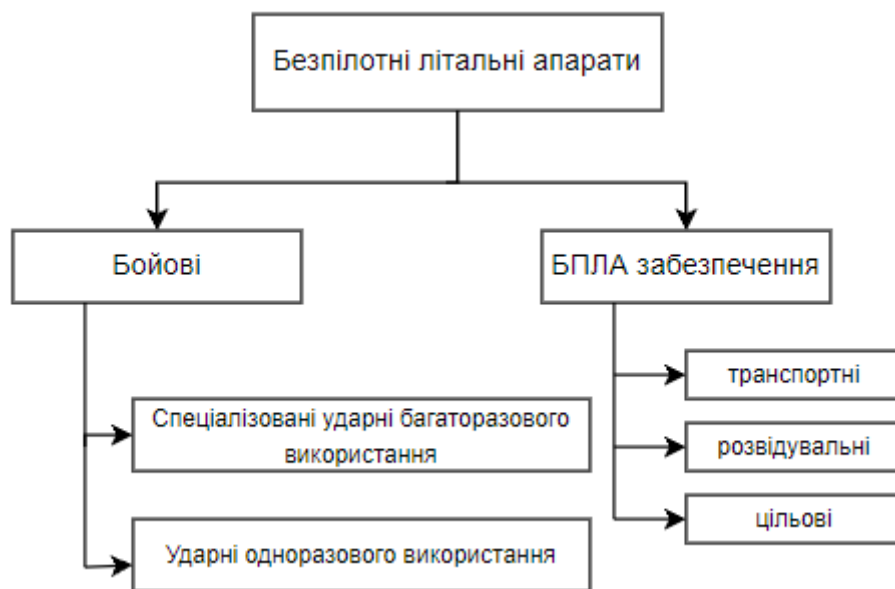 Безпілотні літальні апарати
Бойові
БПЛА забезпечення
Спеціалізовані ударні багаторазового
використання
Ударні одноразового використання
транспортні
розвідувальні
цільові